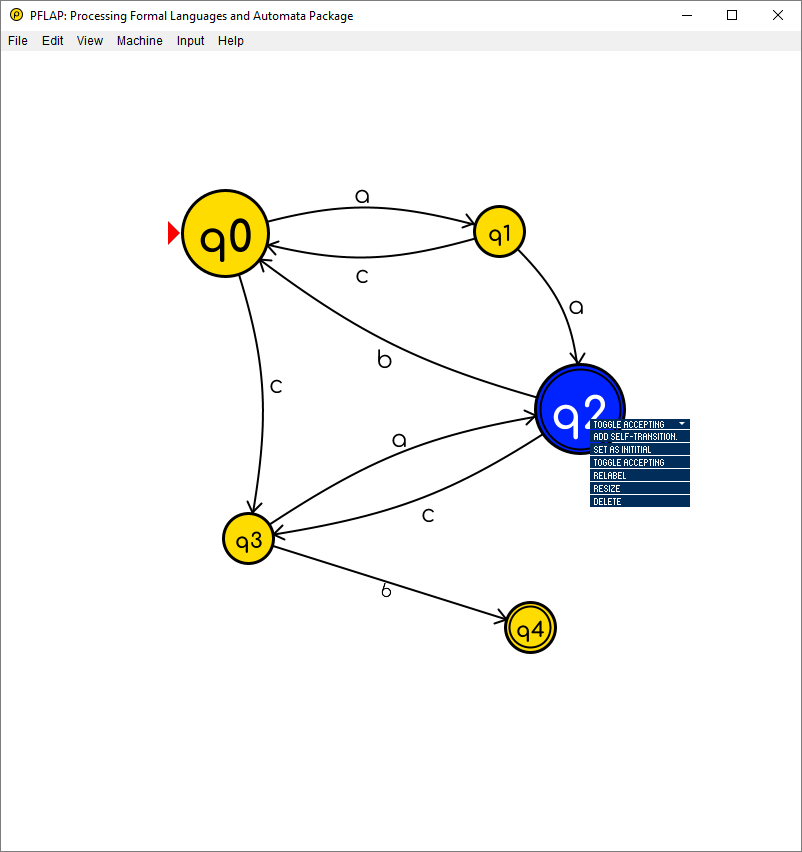 PFLAP: Processing Formal Languages and Automata Package
File Edit View Machine Input Help
a
q0
q1
c
a
b
c
q2
TOGGLE ACCEPTING
ADD SELF-TRANSITION.
SET AS INITITIAL
TOGGLE ACCEPTING
RELABEL
RESIZE
DELETE
a
c
q3
b
q4